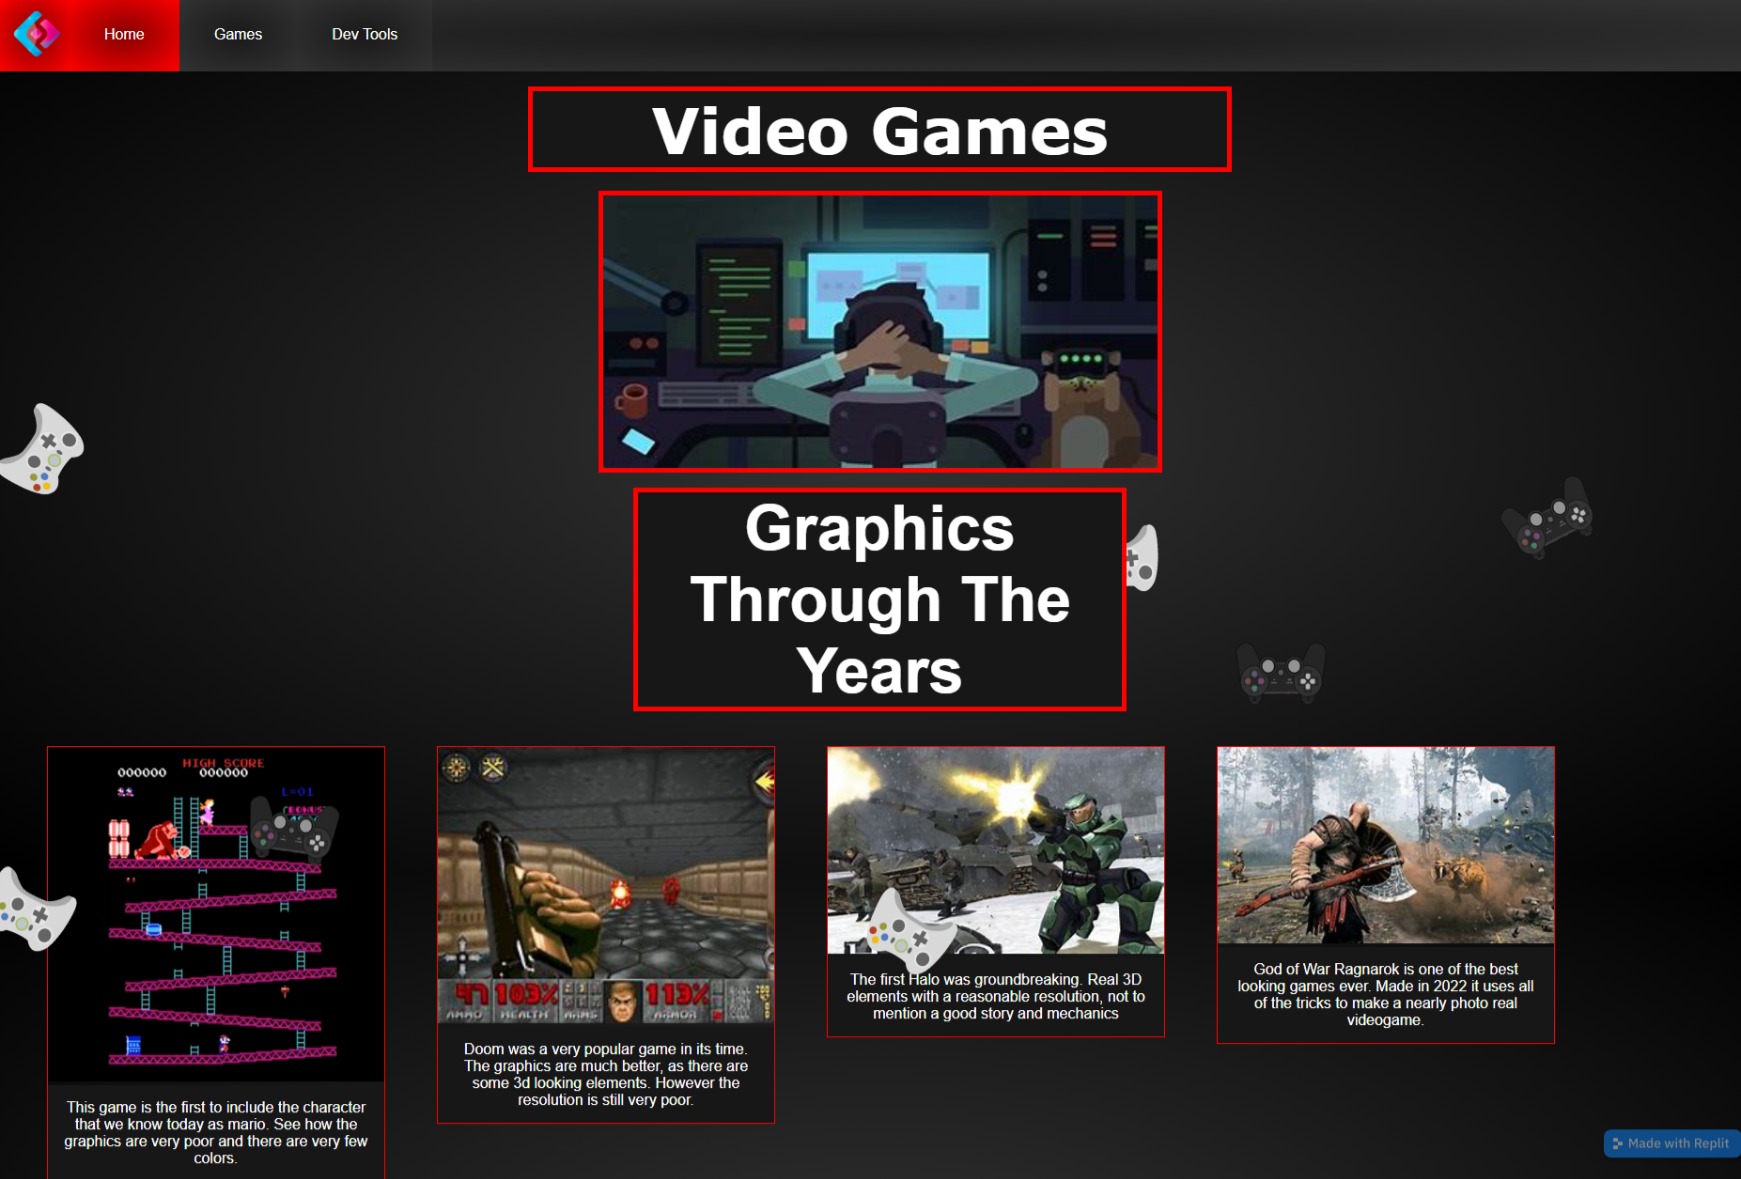 Home
Games
Dev Tools
Video Games
Graphics
Through The
Years
HIGH SCORE
000000 000000
L=01
BONUS
47 103% 113%
AMMO HEALTH ARMS ARMOR
This game is the first to include the character
that we know today as mario. See how the
graphics are very poor and there are very few
colors.
Doom was a very popular game in its time.
The graphics are much better, as there are
some 3d looking elements. However the
resolution is still very poor.
The first Halo was groundbreaking. Real 3D
elements with a reasonable resolution, not to
mention a good story and mechanics
God of War Ragnarok is one of the best
looking games ever. Made in 2022 it uses all
of the tricks to make a nearly photo real
videogame.
Made with Replit